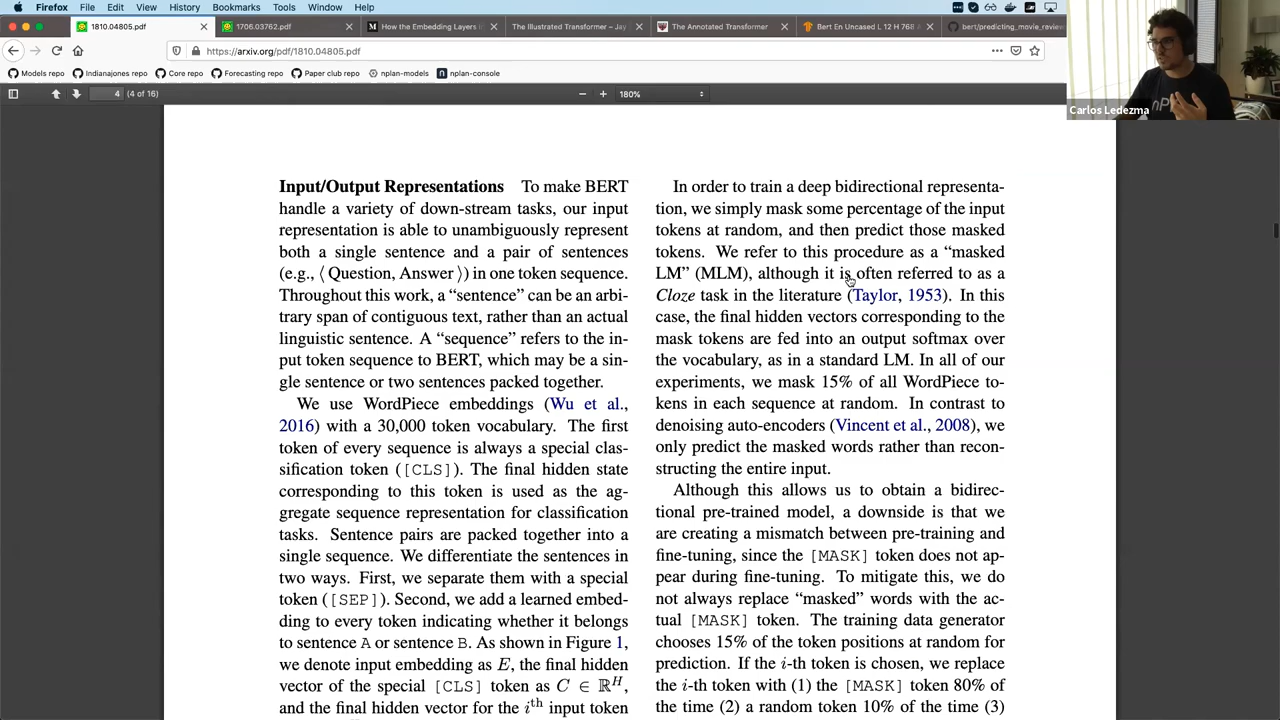 Firefox File Edit View History Bookmarks Tools Window Help
1810.04805.pdf
1706.03762.pdf
How the Embedding Layers i
The Illustrated Transformer – Jay
The Annotated Transformer
Bert En Uncased L 12 H 768 A
bert/predicting_movie_review
https://arxiv.org/pdf/1810.04805.pdf
Models repo Indianajones repo Core repo Forecasting repo Paper club repo nplan-models nplan-console
4 (4 of 16) 180%
Carlos Ledezma
Input/Output Representations To make BERT
handle a variety of down-stream tasks, our input
representation is able to unambiguously represent
both a single sentence and a pair of sentences
(e.g., ⟨ Question, Answer ⟩) in one token sequence.
Throughout this work, a “sentence” can be an arbi-
trary span of contiguous text, rather than an actual
linguistic sentence. A “sequence” refers to the in-
put token sequence to BERT, which may be a sin-
gle sentence or two sentences packed together.
We use WordPiece embeddings (Wu et al.,
2016) with a 30,000 token vocabulary. The first
token of every sequence is always a special clas-
sification token ([CLS]). The final hidden state
corresponding to this token is used as the ag-
gregate sequence representation for classification
tasks. Sentence pairs are packed together into a
single sequence. We differentiate the sentences in
two ways. First, we separate them with a special
token ([SEP]). Second, we add a learned embed-
ding to every token indicating whether it belongs
to sentence A or sentence B. As shown in Figure 1,
we denote input embedding as E, the final hidden
vector of the special [CLS] token as C ∈ ℝ^H,
and the final hidden vector for the i^th input token
In order to train a deep bidirectional representa-
tion, we simply mask some percentage of the input
tokens at random, and then predict those masked
tokens. We refer to this procedure as a “masked
LM” (MLM), although it is often referred to as a
Cloze task in the literature (Taylor, 1953). In this
case, the final hidden vectors corresponding to the
mask tokens are fed into an output softmax over
the vocabulary, as in a standard LM. In all of our
experiments, we mask 15% of all WordPiece to-
kens in each sequence at random. In contrast to
denoising auto-encoders (Vincent et al., 2008), we
only predict the masked words rather than recon-
structing the entire input.
Although this allows us to obtain a bidirec-
tional pre-trained model, a downside is that we
are creating a mismatch between pre-training and
fine-tuning, since the [MASK] token does not ap-
pear during fine-tuning. To mitigate this, we do
not always replace “masked” words with the ac-
tual [MASK] token. The training data generator
chooses 15% of the token positions at random for
prediction. If the i-th token is chosen, we replace
the i-th token with (1) the [MASK] token 80% of
the time (2) a random token 10% of the time (3)